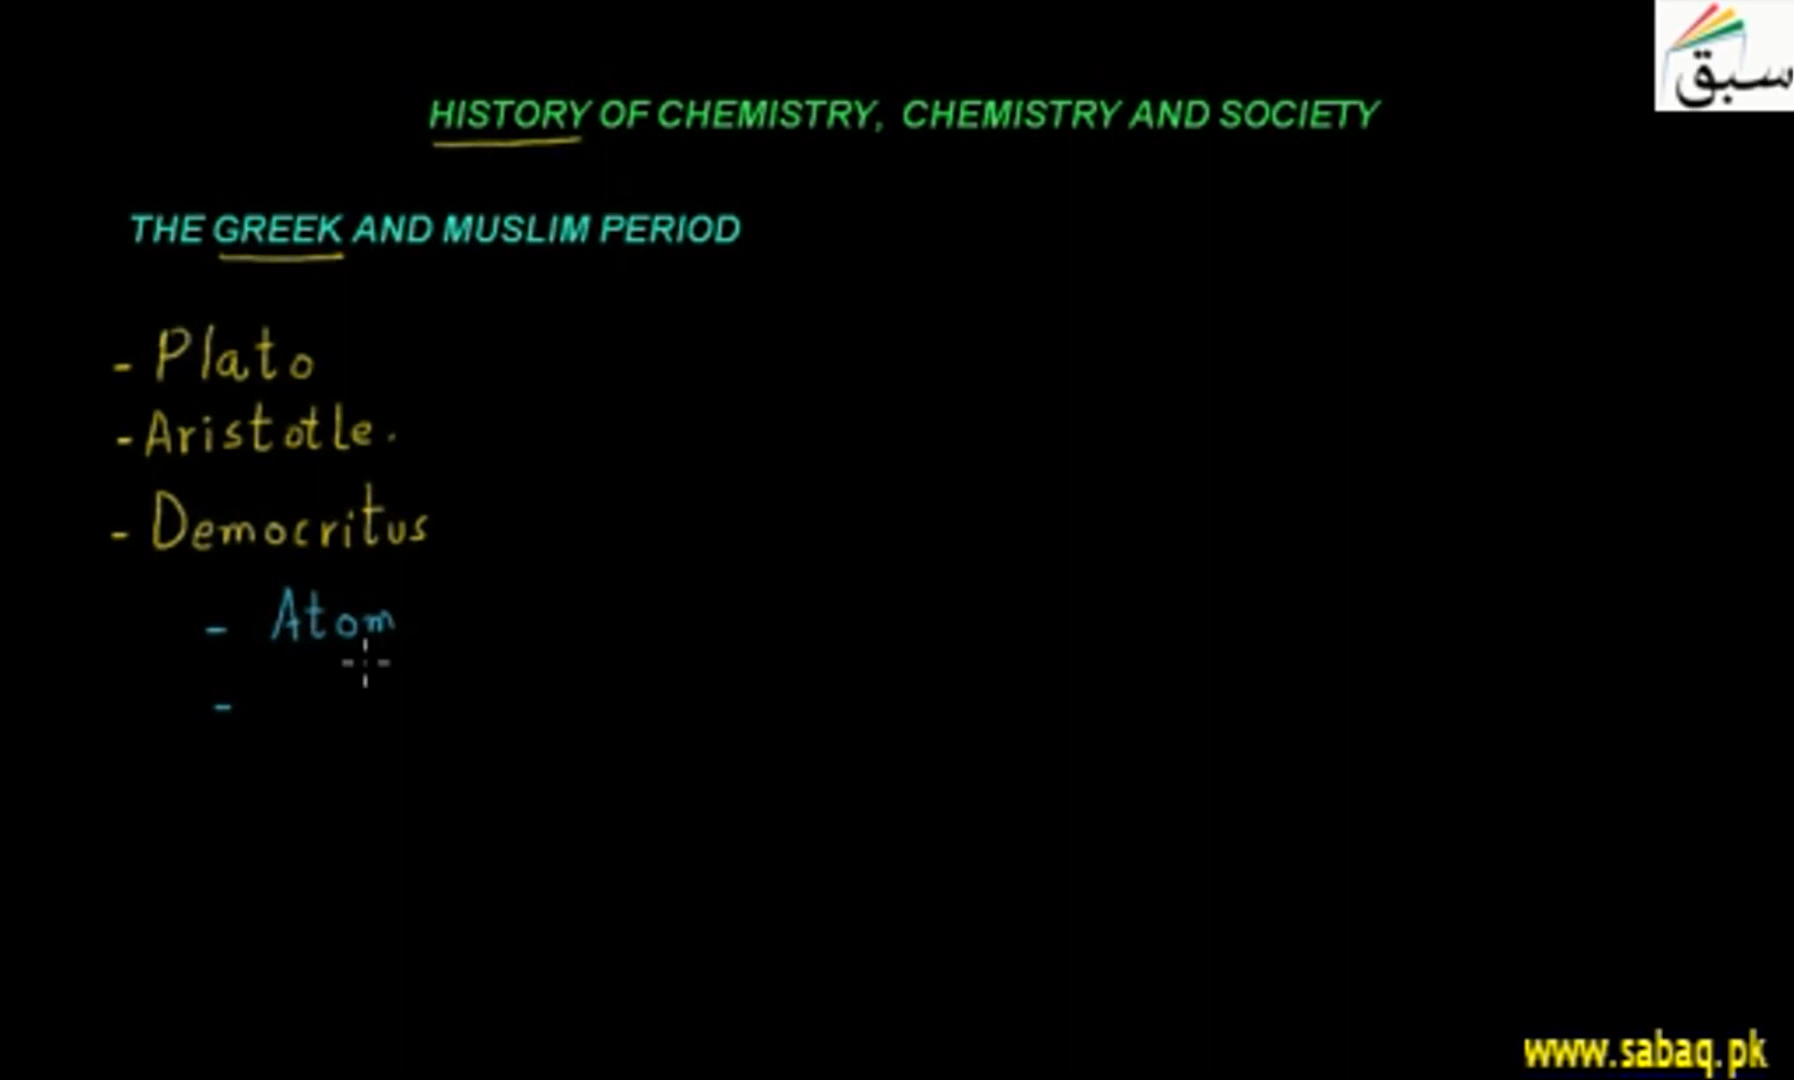 سبق
HISTORY OF CHEMISTRY, CHEMISTRY AND SOCIETY
THE GREEK AND MUSLIM PERIOD
- Plato
- Aristotle.
- Democritus
- Atom
-
www.sabaq.pk